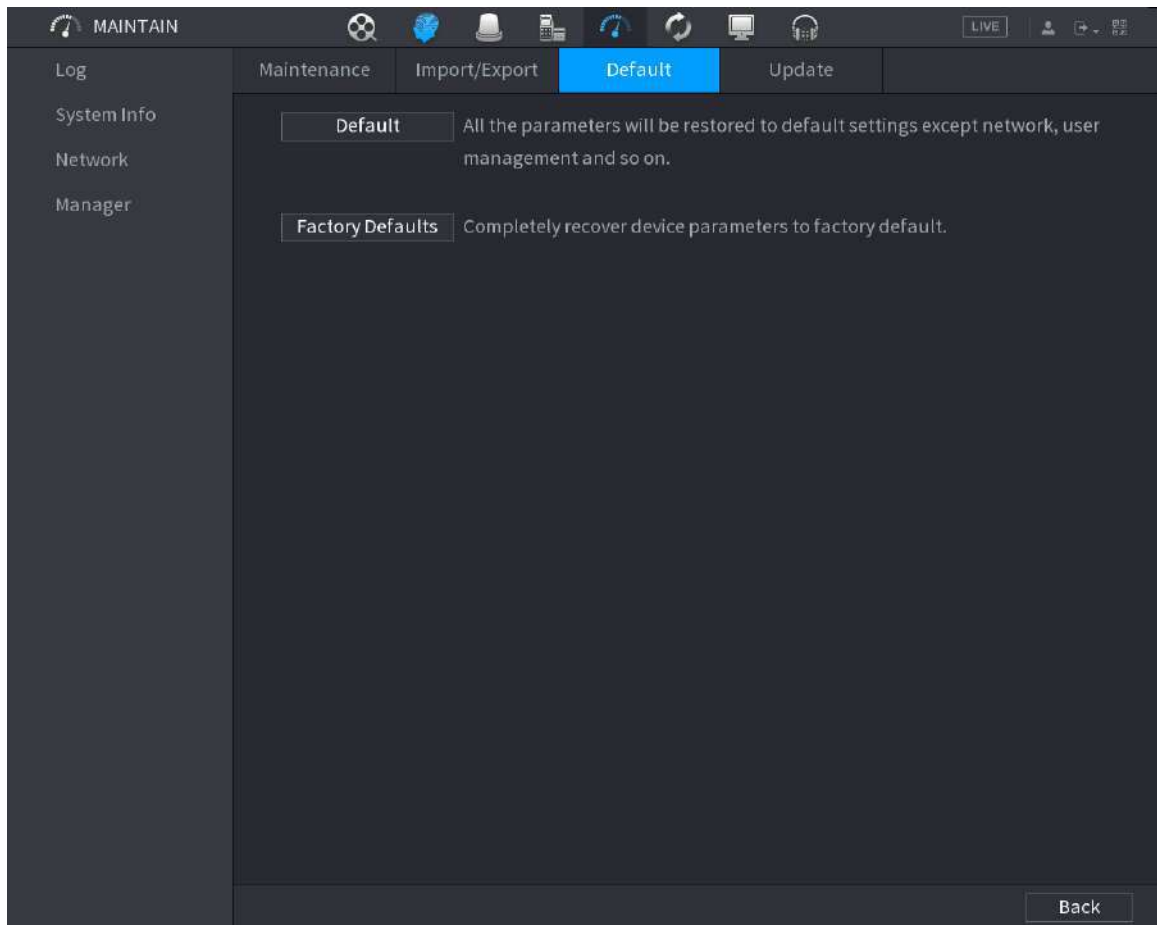 MAINTAIN
LIVE
Log
System Info
Network
Manager
Maintenance Import/Export Default Update
Default All the parameters will be restored to default settings except network, user
management and so on.
Factory Defaults Completely recover device parameters to factory default.
Back